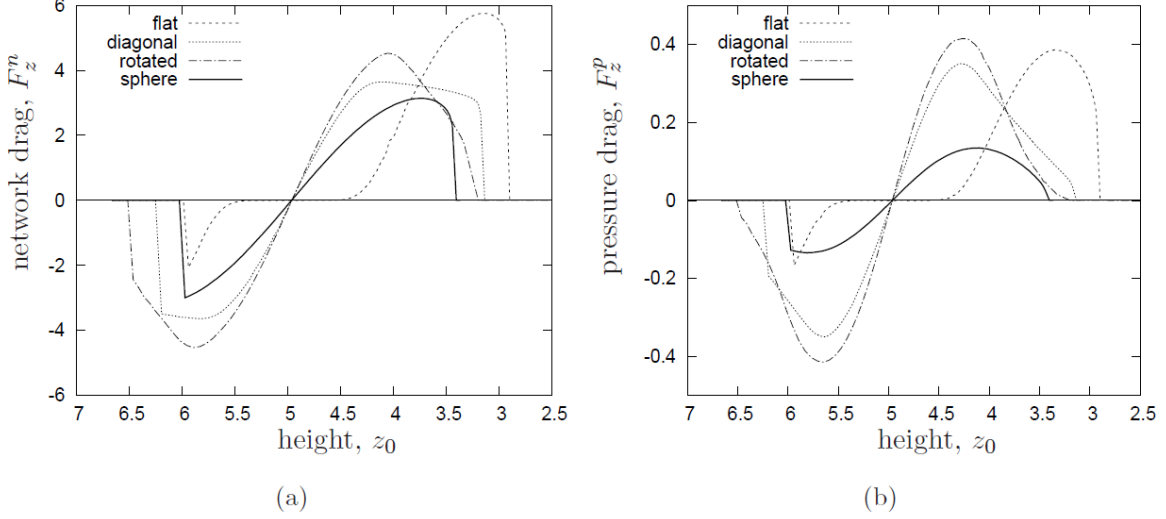 network drag, F_z^n
6
4
2
0
-2
-4
-6
flat
diagonal
rotated
sphere
7 6.5 6 5.5 5 4.5 4 3.5 3 2.5
height, z_0
(a)
pressure drag, F_z^p
0.4
0.2
0
-0.2
-0.4
flat
diagonal
rotated
sphere
7 6.5 6 5.5 5 4.5 4 3.5 3 2.5
height, z_0
(b)